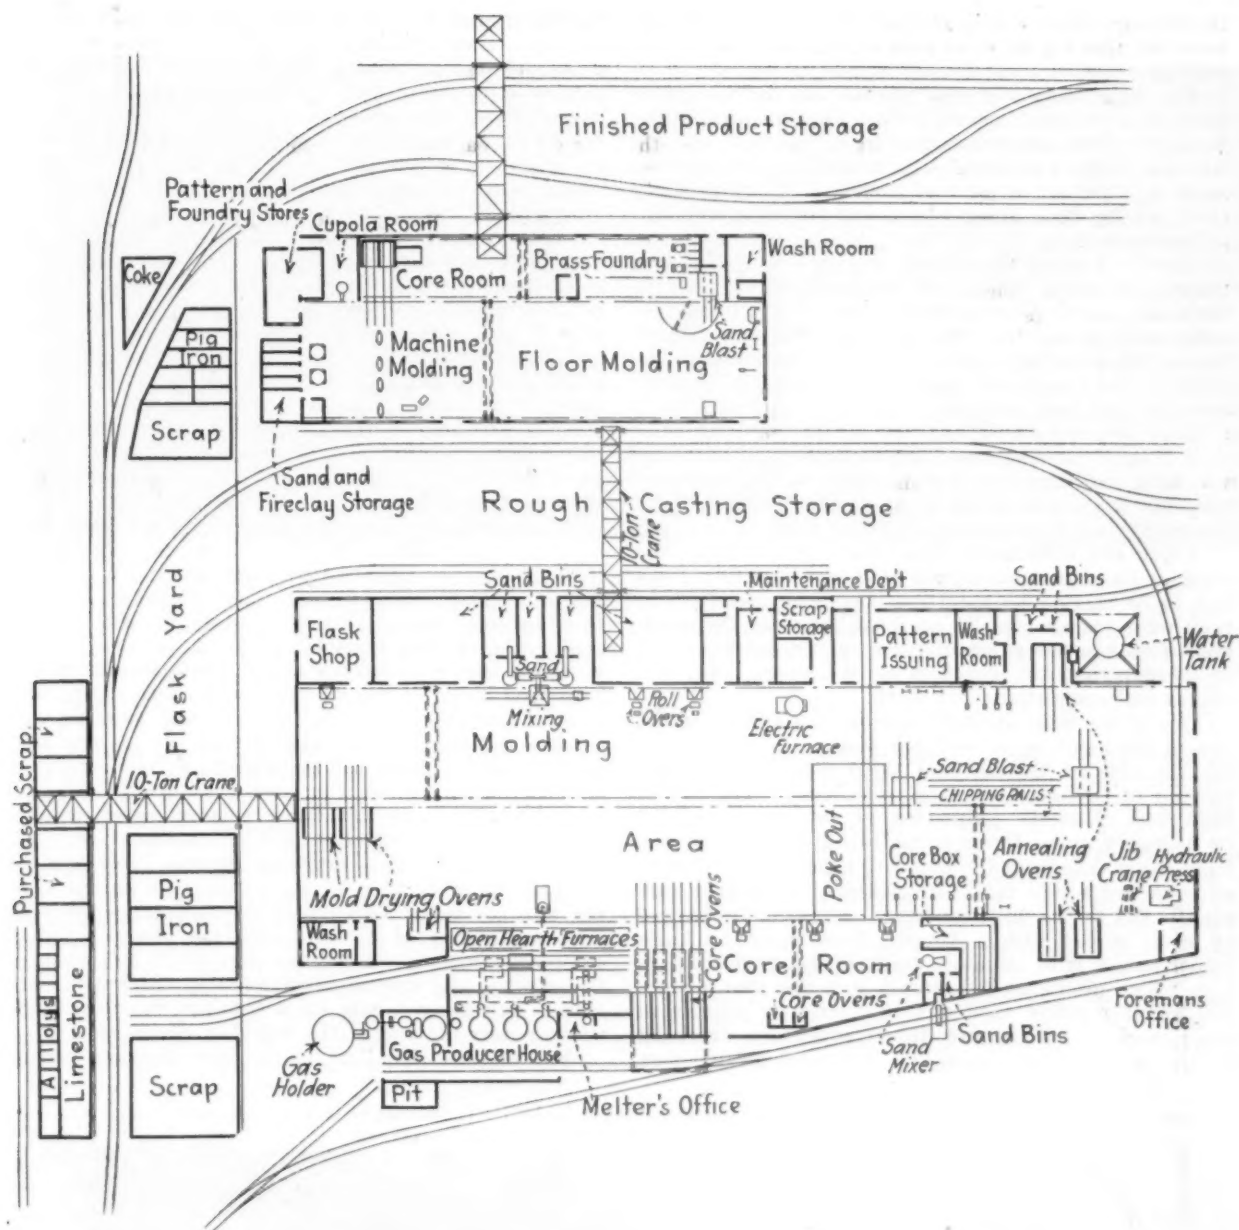 Finished Product Storage
Pattern and
Foundry Stores
Cupola Room
Coke
Core Room
Brass Foundry
Wash Room
Pig
Iron
Machine
Molding
Floor Molding
Sand
Blast
Scrap
Sand and
Fireclay Storage
Rough Casting Storage
10-Ton
Crane
Flask Yard
Sand Bins
Maintenance Dep't
Sand Bins
Flask
Shop
Scrap
Storage
Pattern
Issuing
Wash
Room
Water
Tank
Sand
Mixing
Roll
Overs
Electric
Furnace
Molding
Purchased Scrap
10-Ton Crane
Sand Blast
CHIPPING RAILS
Area
Poke Out
Core Box
Storage
Annealing
Ovens
Jib
Crane
Hydraulic
Press
Pig
Iron
Mold Drying Ovens
Wash
Room
Open Hearth Furnaces
Core Ovens
Core Room
Core Ovens
Foremans
Office
Alloys
Limestone
Gas
Holder
Gas Producer House
Sand
Mixer
Sand Bins
Scrap
Pit
Melter's Office